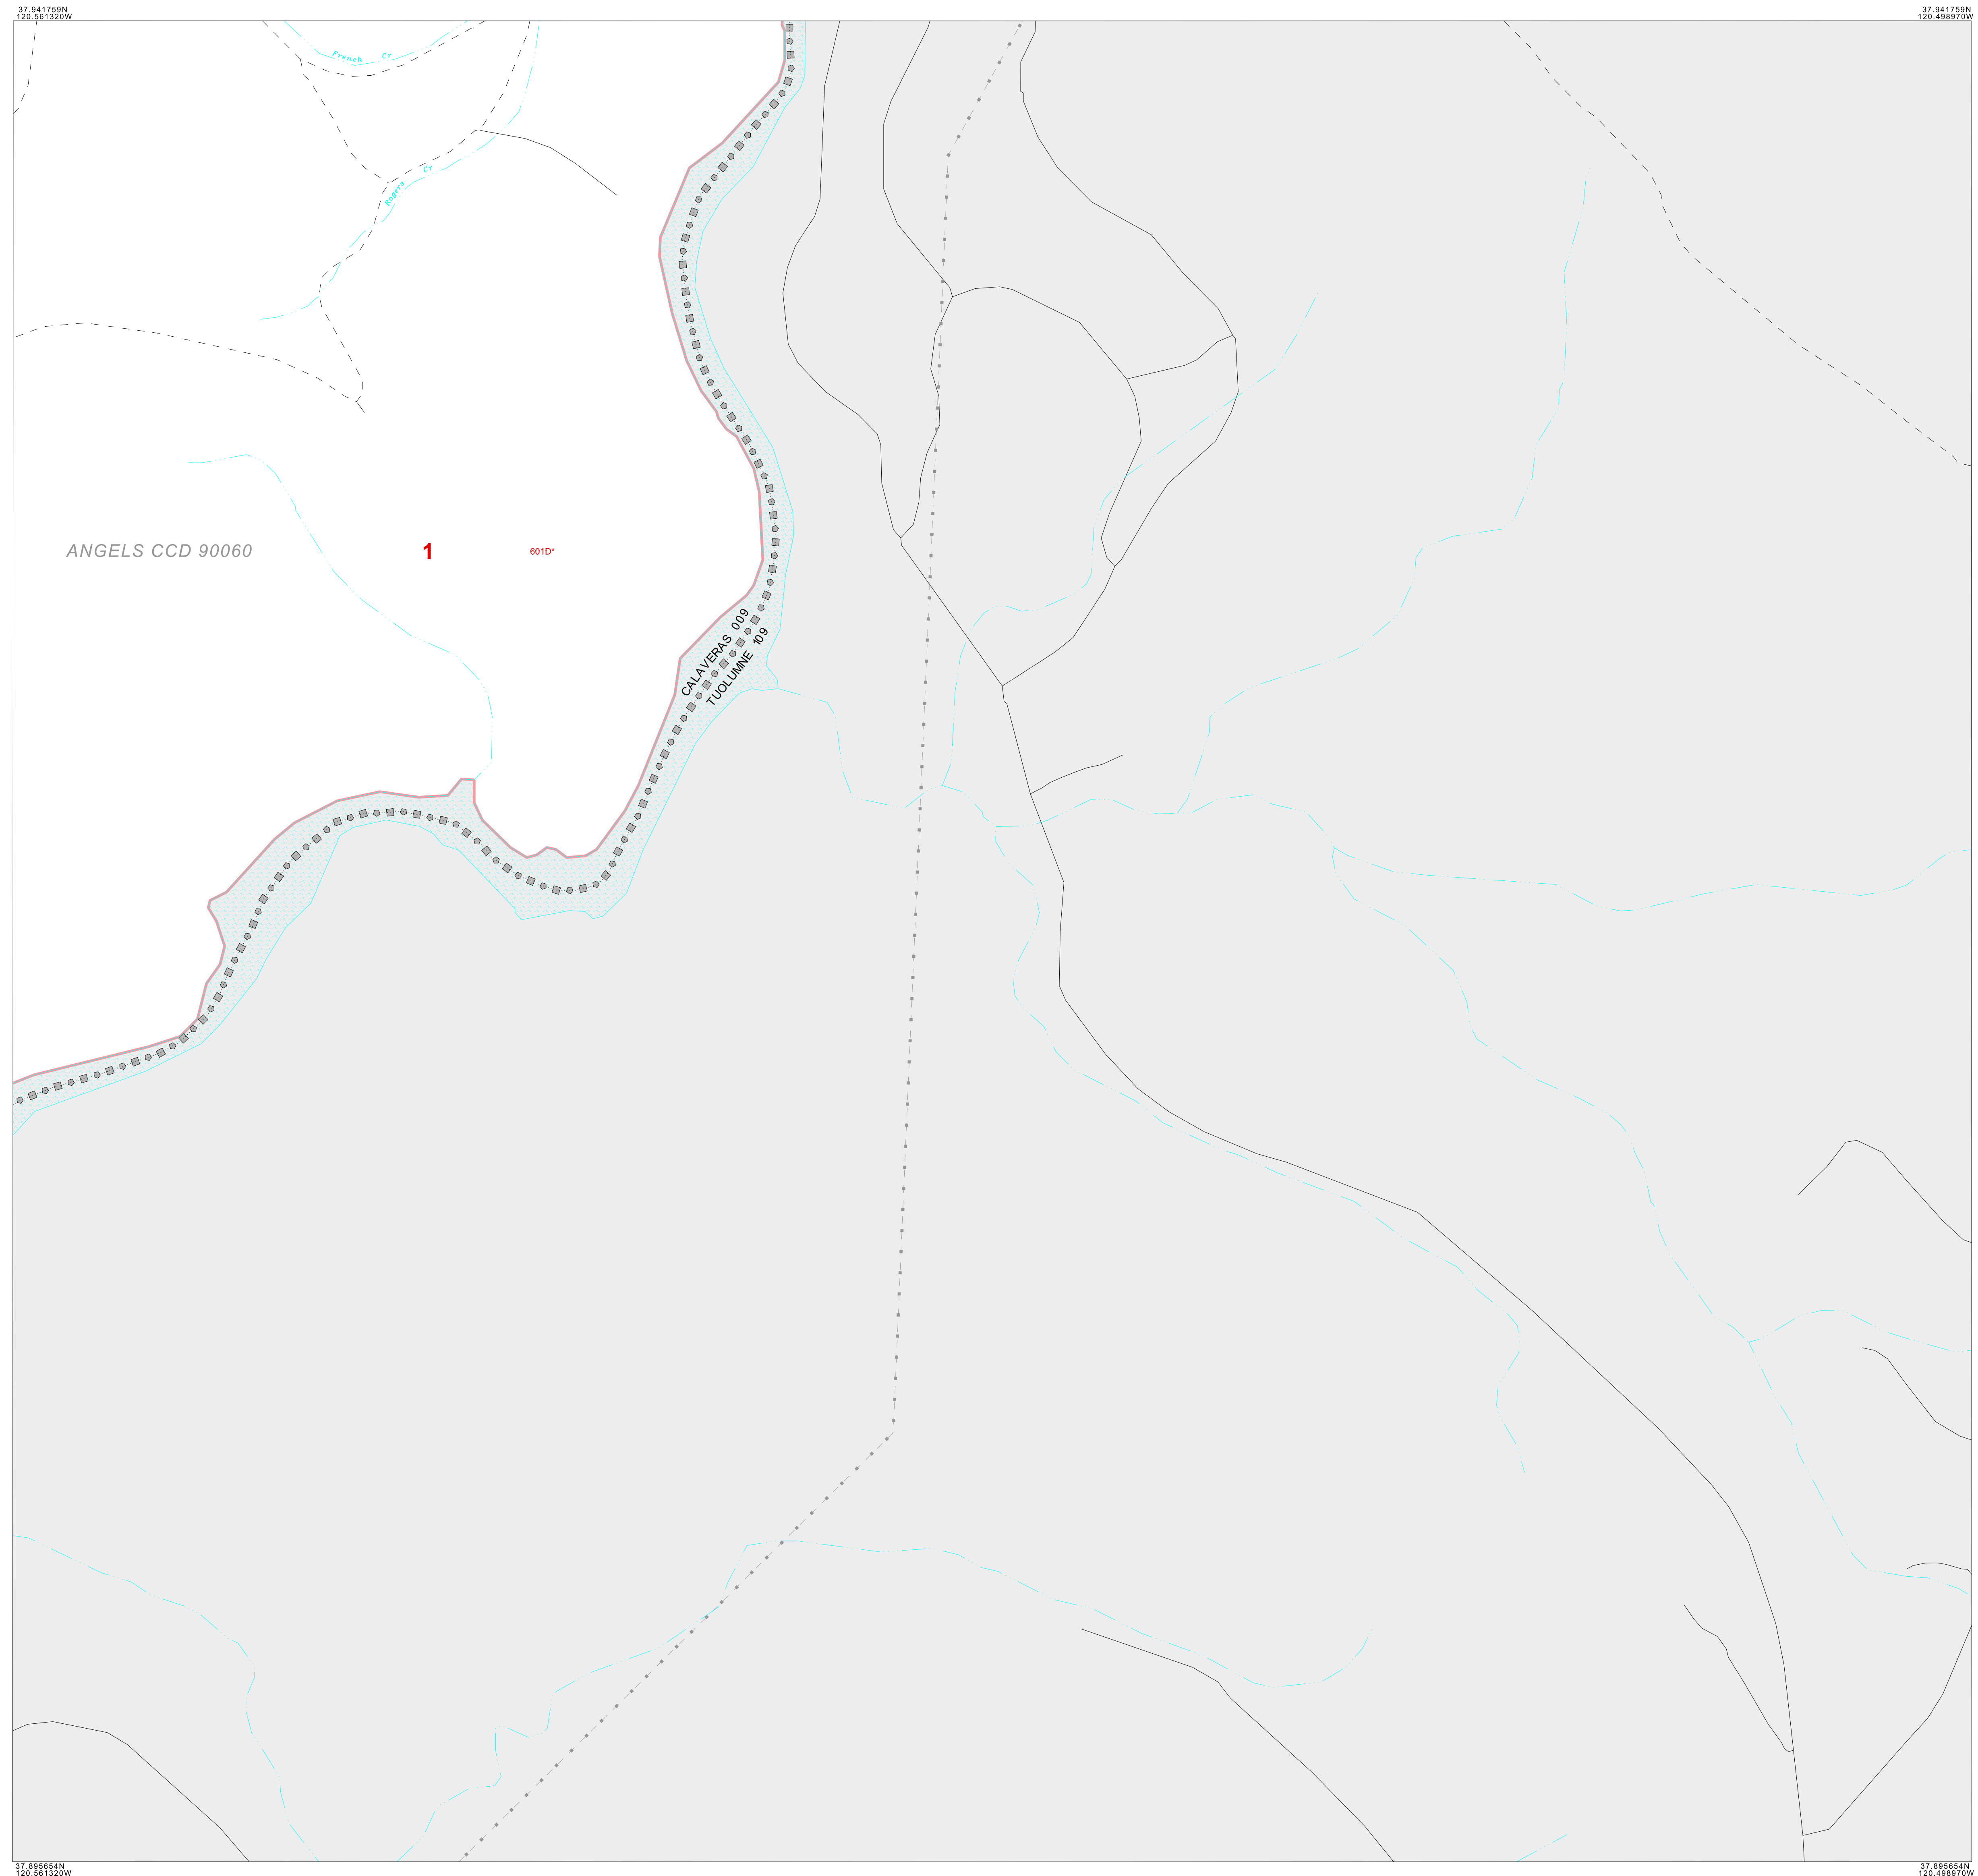 37.941759N
120.561320W
37.941759N
120.498970W
French Cr
Rogers Cr
ANGELS CCD 90060
1
601D*
CALAVERAS 009
TUOLUMNE 109
37.895654N
120.561320W
37.895654N
120.498970W